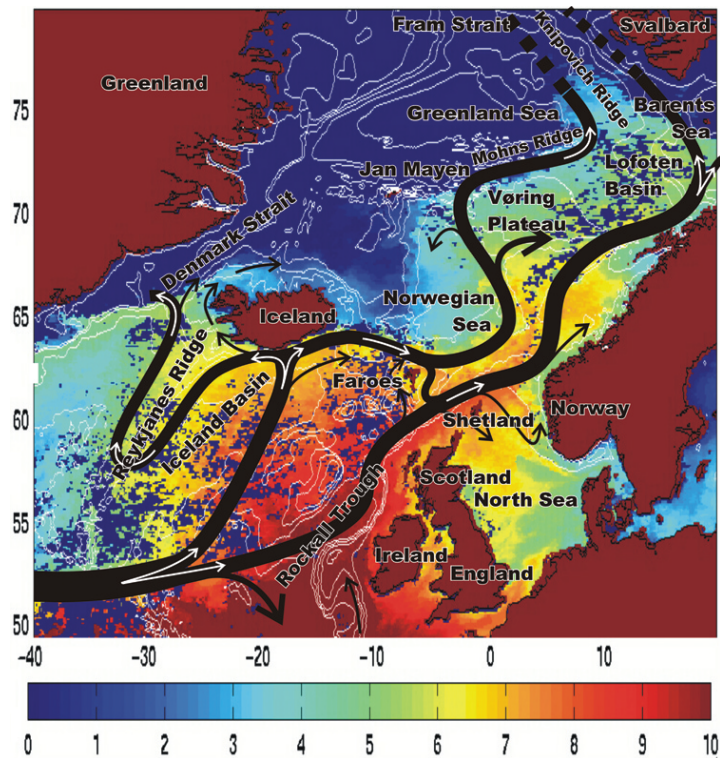 Fram Strait
Svalbard
Knipovich Ridge
Greenland
Barents
Sea
Greenland Sea
Mohns Ridge
Jan Mayen
Lofoten
Basin
Vøring
Plateau
Denmark Strait
Norwegian
Sea
Iceland
Reykjanes Ridge
Iceland Basin
Faroes
Shetland
Norway
Scotland
North Sea
Rockall Trough
Ireland
England
75
70
65
60
55
50
-40 -30 -20 -10 0 10
0 1 2 3 4 5 6 7 8 9 10